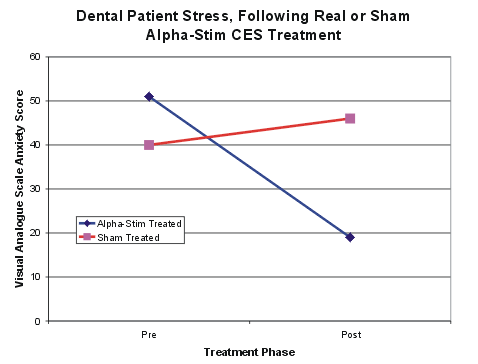 Dental Patient Stress, Following Real or Sham
Alpha-Stim CES Treatment
Visual Analogue Scale Anxiety Score
60
50
40
30
20
10
0
Alpha-Stim Treated
Sham Treated
Pre
Post
Treatment Phase